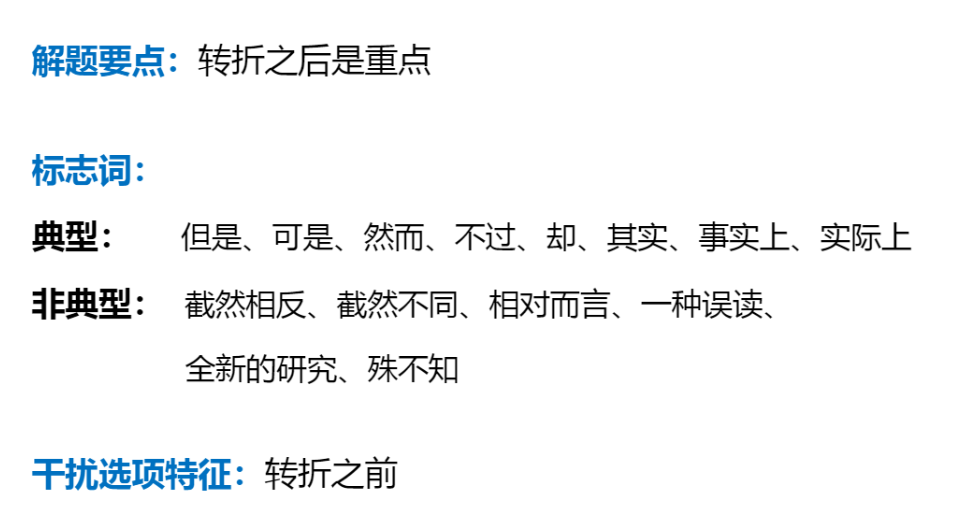 解题要点：转折之后是重点
标志词：
典型： 但是、可是、然而、不过、却、其实、事实上、实际上
非典型： 截然相反、截然不同、相对而言、一种误读、
全新的研究、殊不知
干扰选项特征：转折之前